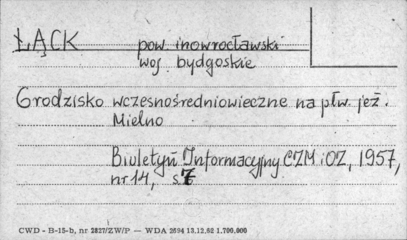 ŁĄCK pow. inowrocławski
woj bydgoskie
Grodzisko wczesnośredniowieczne na płw. jez.
Mielno
Biuletyn Informacyjny CZM i OZ, 1957,
nr 14, s. 7
CWD - B-15-b, nr 2827/ZW/P — WDA 2694 13.12.62 1.700.000